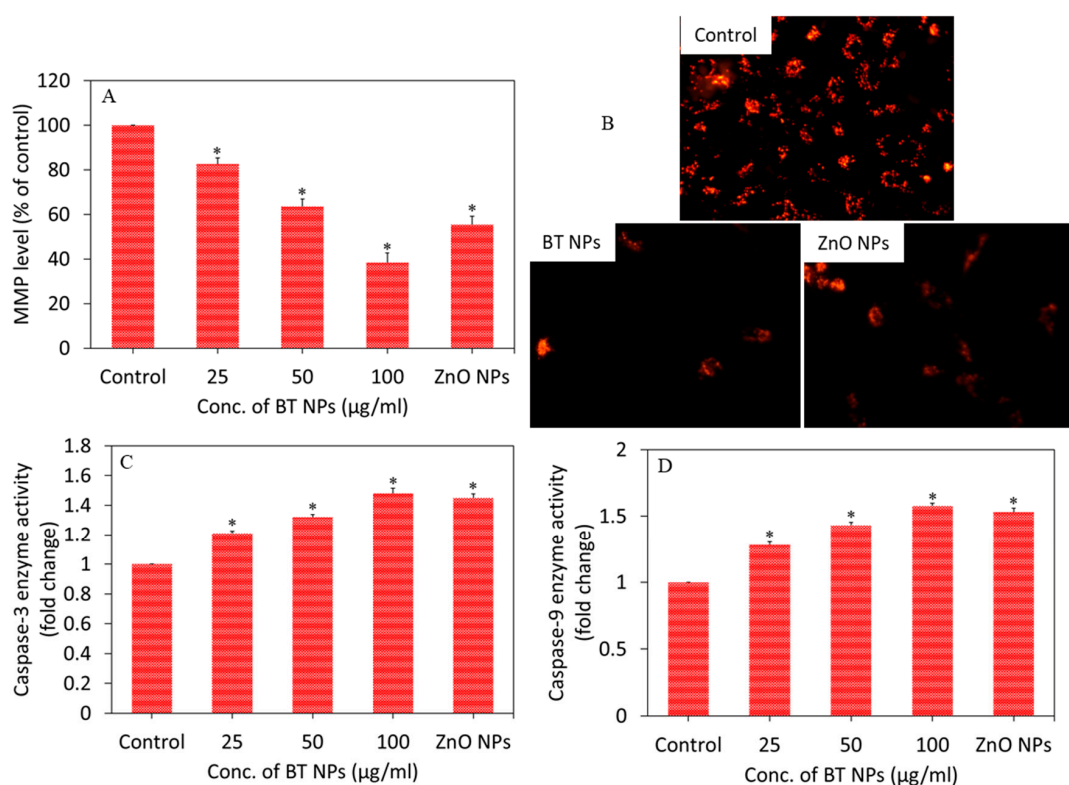 A
MMP level (% of control)
120
100
80
60
40
20
0
*
*
*
*
Control 25 50 100 ZnO NPs
Conc. of BT NPs (µg/ml)
B
Control
BT NPs
ZnO NPs
C
Caspase-3 enzyme activity
(fold change)
1.8
1.6
1.4
1.2
1
0.8
0.6
0.4
0.2
0
*
*
*
*
Control 25 50 100 ZnO NPs
Conc. of BT NPs (µg/ml)
D
Caspase-9 enzyme activity
(fold change)
2
1.5
1
0.5
0
*
*
*
*
Control 25 50 100 ZnO NPs
Conc. of BT NPs (µg/ml)